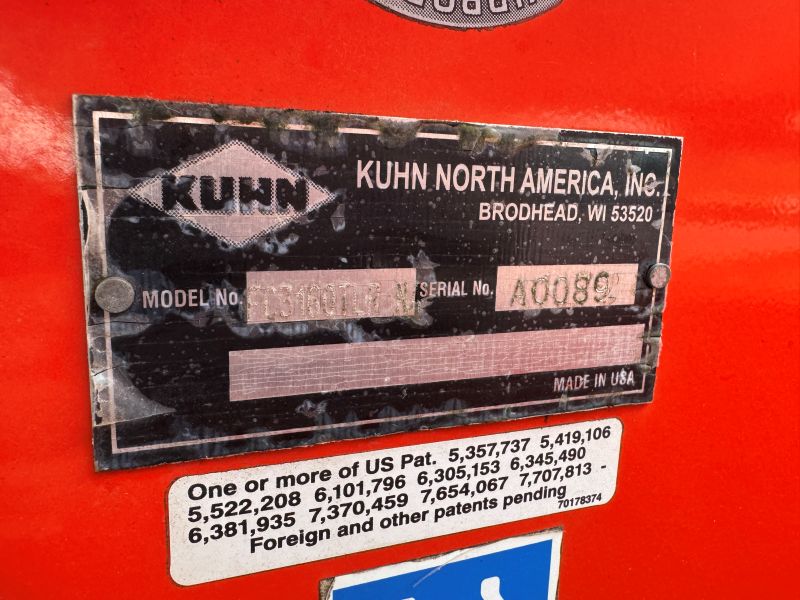 KUHN
KUHN NORTH AMERICA, INC.
BRODHEAD, WI 53520
MODEL No.
SERIAL No. A0089
MADE IN USA
One or more of US Pat. 5,357,737 5,419,106
5,522,208 6,101,796 6,305,153 6,345,490
6,381,935 7,370,459 7,654,067 7,707,813 -
Foreign and other patents pending
70178374